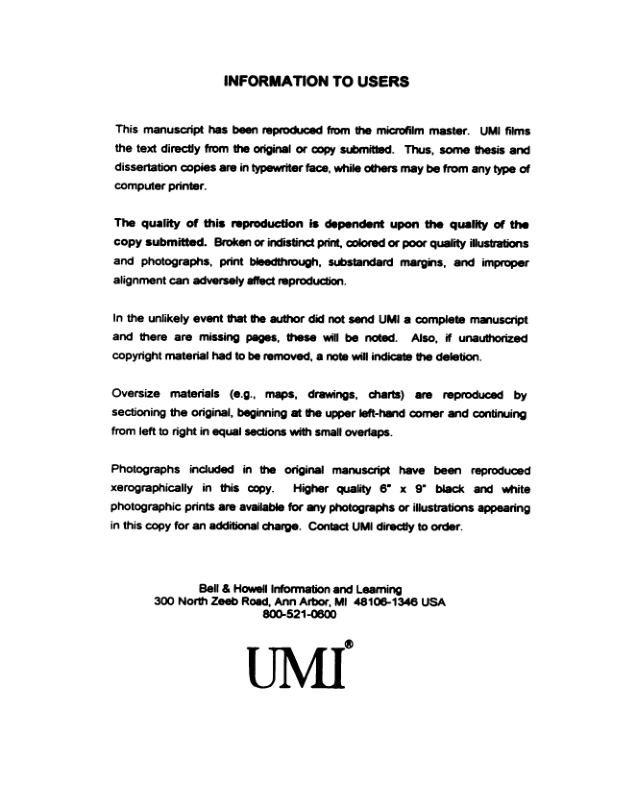 INFORMATION TO USERS
This manuscript has been reproduced from the microfilm master. UMI films
the text directly from the original or copy submitted. Thus, some thesis and
dissertation copies are in typewriter face, while others may be from any type of
computer printer.
The quality of this reproduction is dependent upon the quality of the
copy submitted. Broken or indistinct print, colored or poor quality illustrations
and photographs, print bleedthrough, substandard margins, and improper
alignment can adversely affect reproduction.
In the unlikely event that the author did not send UMI a complete manuscript
and there are missing pages, these will be noted. Also, if unauthorized
copyright material had to be removed, a note will indicate the deletion.
Oversize materials (e.g., maps, drawings, charts) are reproduced by
sectioning the original, beginning at the upper left-hand corner and continuing
from left to right in equal sections with small overlaps.
Photographs included in the original manuscript have been reproduced
xerographically in this copy. Higher quality 6" x 9" black and white
photographic prints are available for any photographs or illustrations appearing
in this copy for an additional charge. Contact UMI directly to order.
Bell & Howell Information and Learning
300 North Zeeb Road, Ann Arbor, MI 48106-1346 USA
800-521-0600
UMI®